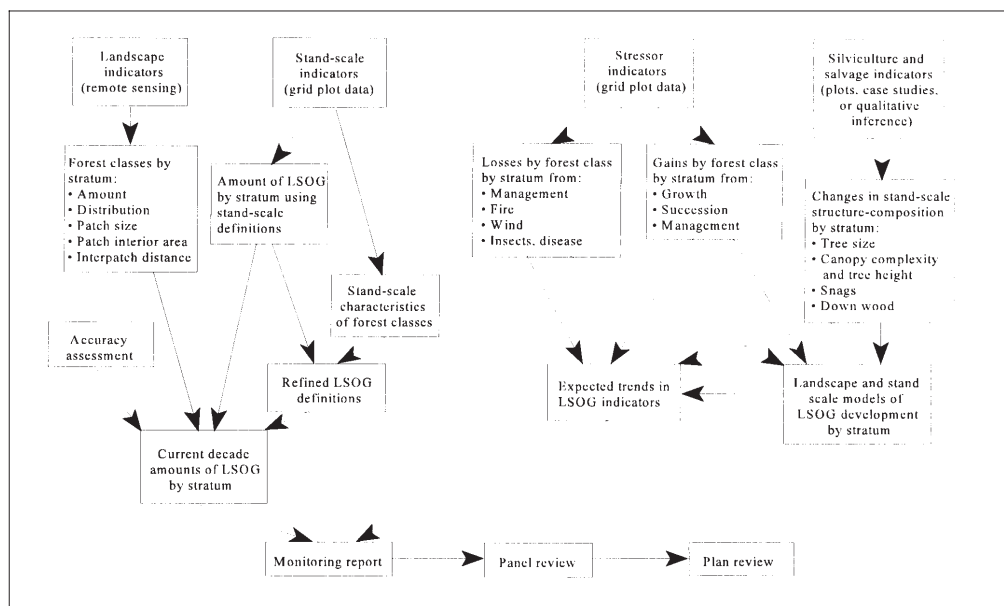 Landscape
indicators
(remote sensing)
Stand-scale
indicators
(grid plot data)
Stressor
indicators
(grid plot data)
Silviculture and
salvage indicators
(plots, case studies,
or qualitative
inference)
Forest classes by
stratum:
• Amount
• Distribution
• Patch size
• Patch interior area
• Interpatch distance
Amount of LSOG
by stratum using
stand-scale
definitions
Losses by forest class
by stratum from:
• Management
• Fire
• Wind
• Insects, disease
Gains by forest class
by stratum from:
• Growth
• Succession
• Management
Changes in stand-scale
structure-composition
by stratum:
• Tree size
• Canopy complexity
and tree height
• Snags
• Down wood
Stand-scale
characteristics
of forest classes
Accuracy
assessment
Refined LSOG
definitions
Expected trends in
LSOG indicators
Landscape and stand
scale models of
LSOG development
by stratum
Current decade
amounts of LSOG
by stratum
Monitoring report
Panel review
Plan review